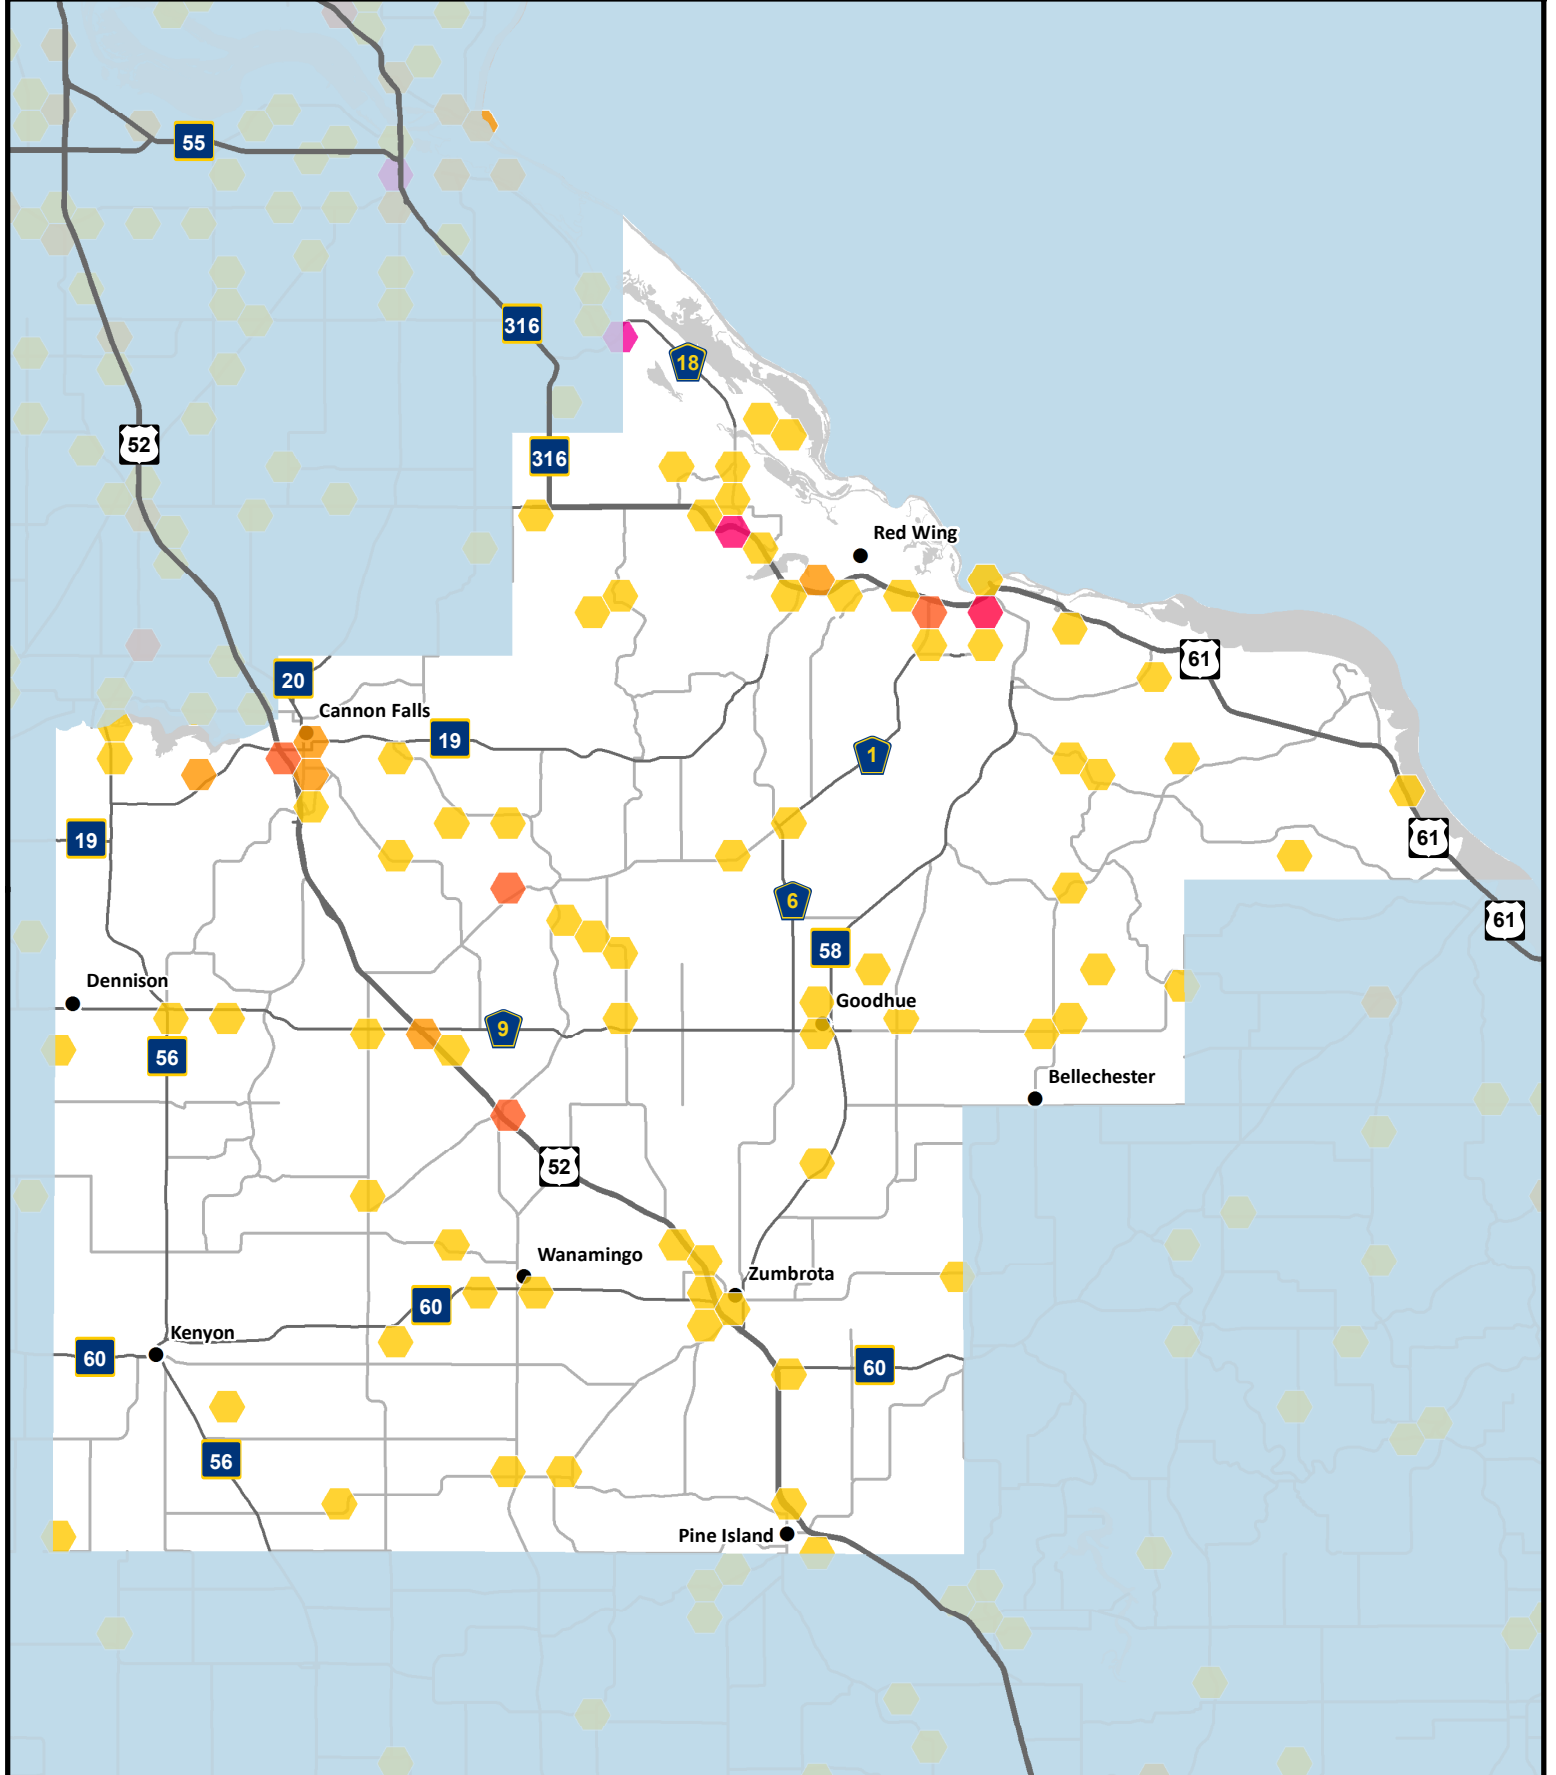 55
316
18
52
316
Red Wing
61
20
Cannon Falls
19
1
19
61
6
61
58
Dennison
Goodhue
9
56
Bellechester
52
Wanamingo
Zumbrota
60
Kenyon
60
60
56
Pine Island